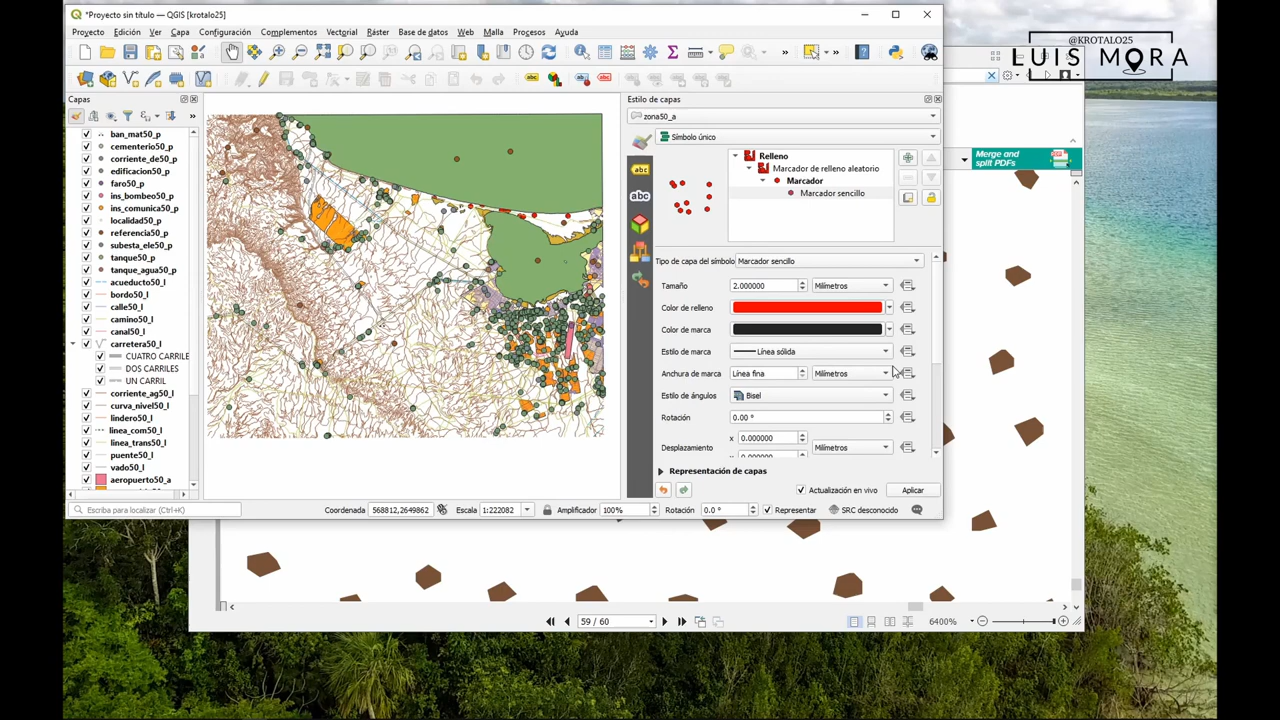 *Proyecto sin título — QGIS [krotalo25]
Proyecto Edición Ver Capa Configuración Complementos Vectorial Ráster Base de datos Web Malla Procesos Ayuda
@KROTALO25
LUIS MORA
Capas
ban_mat50_p
cementerio50_p
corriente_de50_p
edificacion50_p
faro50_p
ins_bombeo50_p
ins_comunica50_p
localidad50_p
referencia50_p
subesta_ele50_p
tanque50_p
tanque_agua50_p
acueducto50_l
bordo50_l
calle50_l
camino50_l
canal50_l
carretera50_l
CUATRO CARRILE
DOS CARRILES
UN CARRIL
corriente_ag50_l
curva_nivel50_l
lindero50_l
linea_com50_l
linea_trans50_l
puente50_l
vado50_l
aeropuerto50_a
Estilo de capas
zona50_a
Símbolo único
Relleno
Marcador de relleno aleatorio
Marcador
Marcador sencillo
Tipo de capa del símbolo Marcador sencillo
Tamaño 2.000000 Milímetros
Color de relleno
Color de marca
Estilo de marca Línea sólida
Anchura de marca Línea fina Milímetros
Estilo de ángulos Bisel
Rotación 0.00 °
Desplazamiento x 0.000000 Milímetros
Representación de capas
Actualización en vivo Aplicar
Escriba para localizar (Ctrl+K) Coordenada 568812,2649862 Escala 1:222082 Amplificador 100% Rotación 0.0 ° Representar SRC desconocido
Merge and
split PDFs
59 / 60 6400%